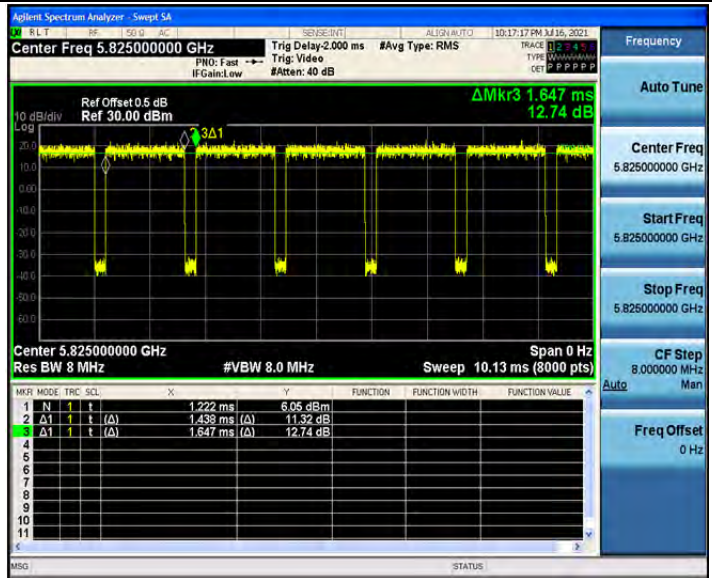 Agilent Spectrum Analyzer - Swept SA
RLT RF 50 Ω AC SENSE:INT ALIGN AUTO 10:17:17 PM Jul 16, 2021
Center Freq 5.825000000 GHz
PNO: Fast
IFGain:Low
Trig Delay-2.000 ms
Trig: Video
#Atten: 40 dB
#Avg Type: RMS
TRACE 1 2 3 4 5 6
TYPE
DET P P P P P P
Frequency
Auto Tune
Center Freq
5.825000000 GHz
Start Freq
5.825000000 GHz
Stop Freq
5.825000000 GHz
CF Step
8.000000 MHz
Auto Man
Freq Offset
0 Hz
ΔMkr3 1.647 ms
12.74 dB
Ref Offset 0.5 dB
10 dB/div Ref 30.00 dBm
Log
20.0
10.0
0.00
-10.0
-20.0
-30.0
-40.0
-50.0
-60.0
3Δ1
Center 5.825000000 GHz Span 0 Hz
Res BW 8 MHz #VBW 8.0 MHz Sweep 10.13 ms (8000 pts)
MKR MODE TRC SCL X Y FUNCTION FUNCTION WIDTH FUNCTION VALUE
1 N 1 t 1.222 ms 6.05 dBm
2 Δ1 1 t (Δ) 1.438 ms (Δ) 11.32 dB
3 Δ1 1 t (Δ) 1.647 ms (Δ) 12.74 dB
4
5
6
7
8
9
10
11
MSG STATUS